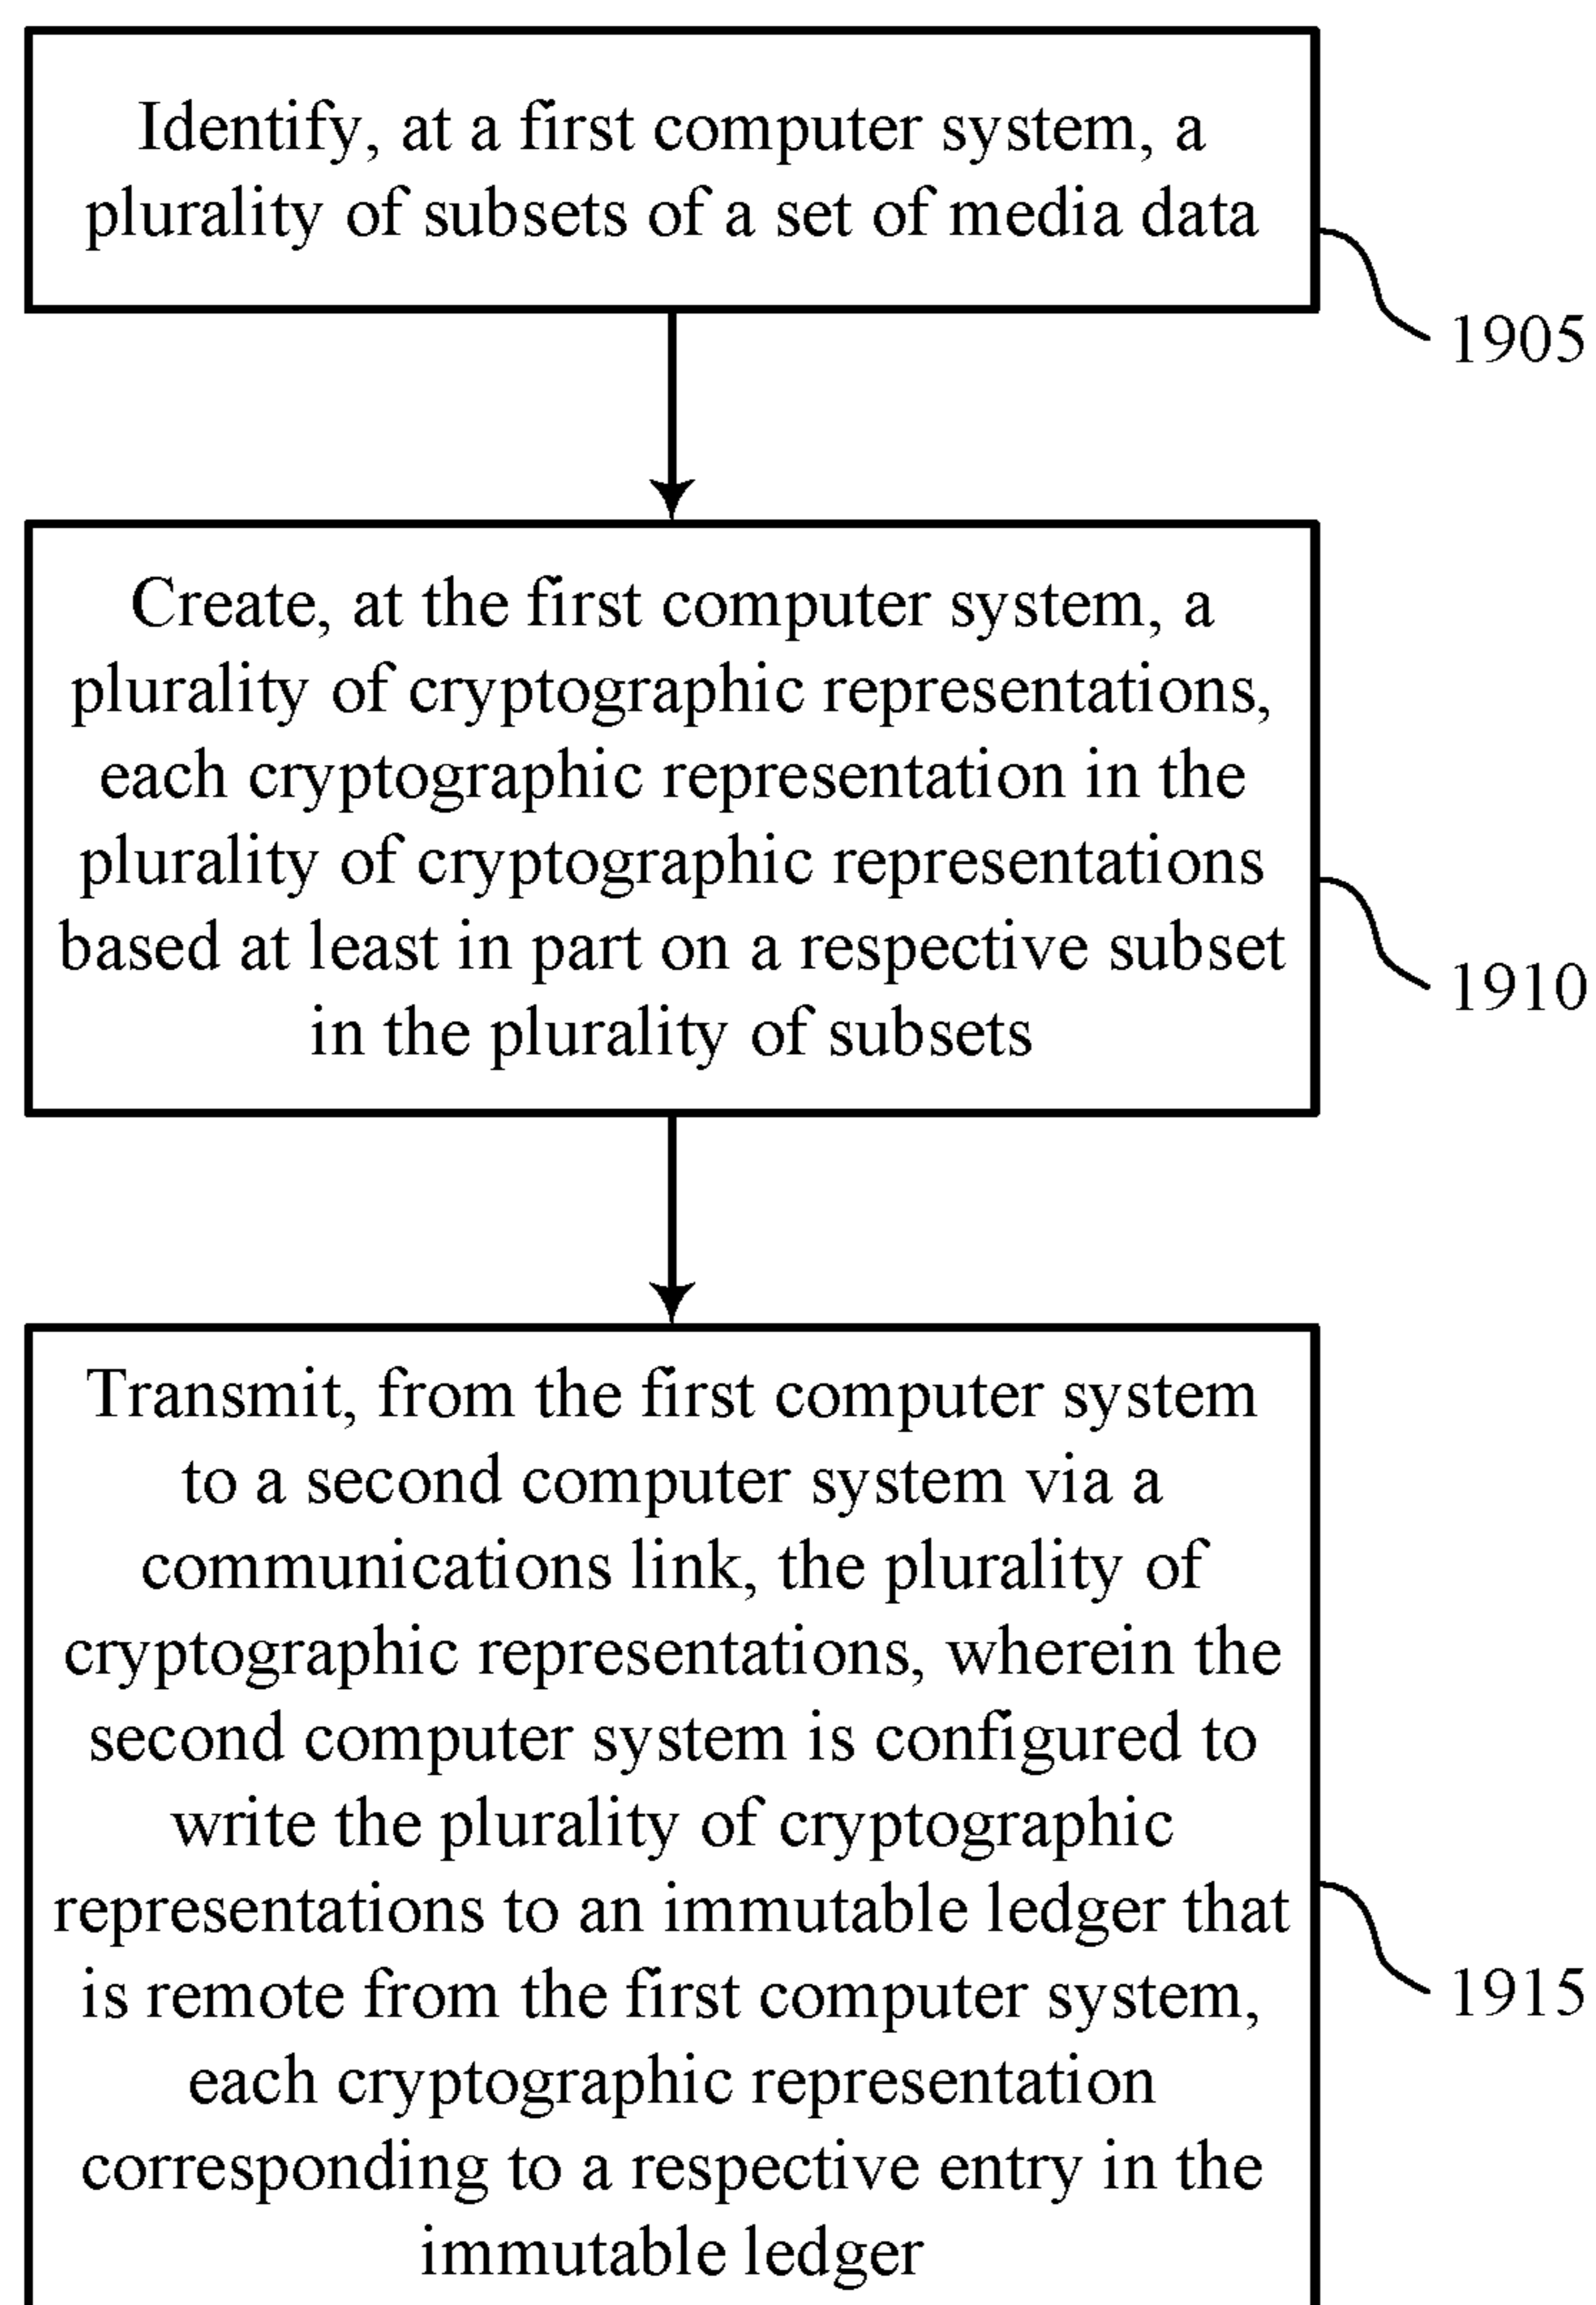 Identify, at a first computer system, a
plurality of subsets of a set of media data
1905
Create, at the first computer system, a
plurality of cryptographic representations,
each cryptographic representation in the
plurality of cryptographic representations
based at least in part on a respective subset
in the plurality of subsets
1910
Transmit, from the first computer system
to a second computer system via a
communications link, the plurality of
cryptographic representations, wherein the
second computer system is configured to
write the plurality of cryptographic
representations to an immutable ledger that
is remote from the first computer system,
each cryptographic representation
corresponding to a respective entry in the
immutable ledger
1915